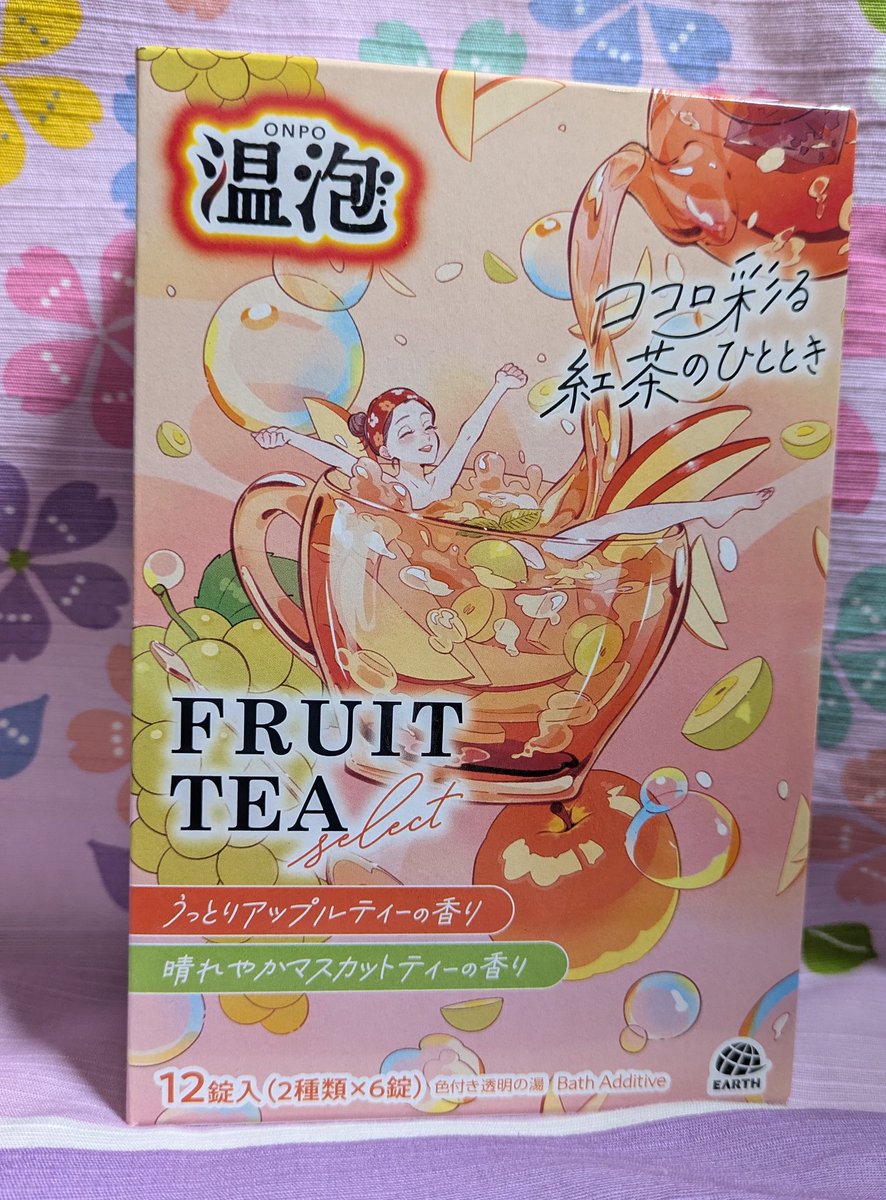 ONPO
温泡
ココロ彩る
紅茶のひととき
FRUIT
TEA
select
うっとりアップルティーの香り
晴れやかマスカットティーの香り
12錠入(2種類×6錠) 色付き透明の湯 Bath Additive
EARTH